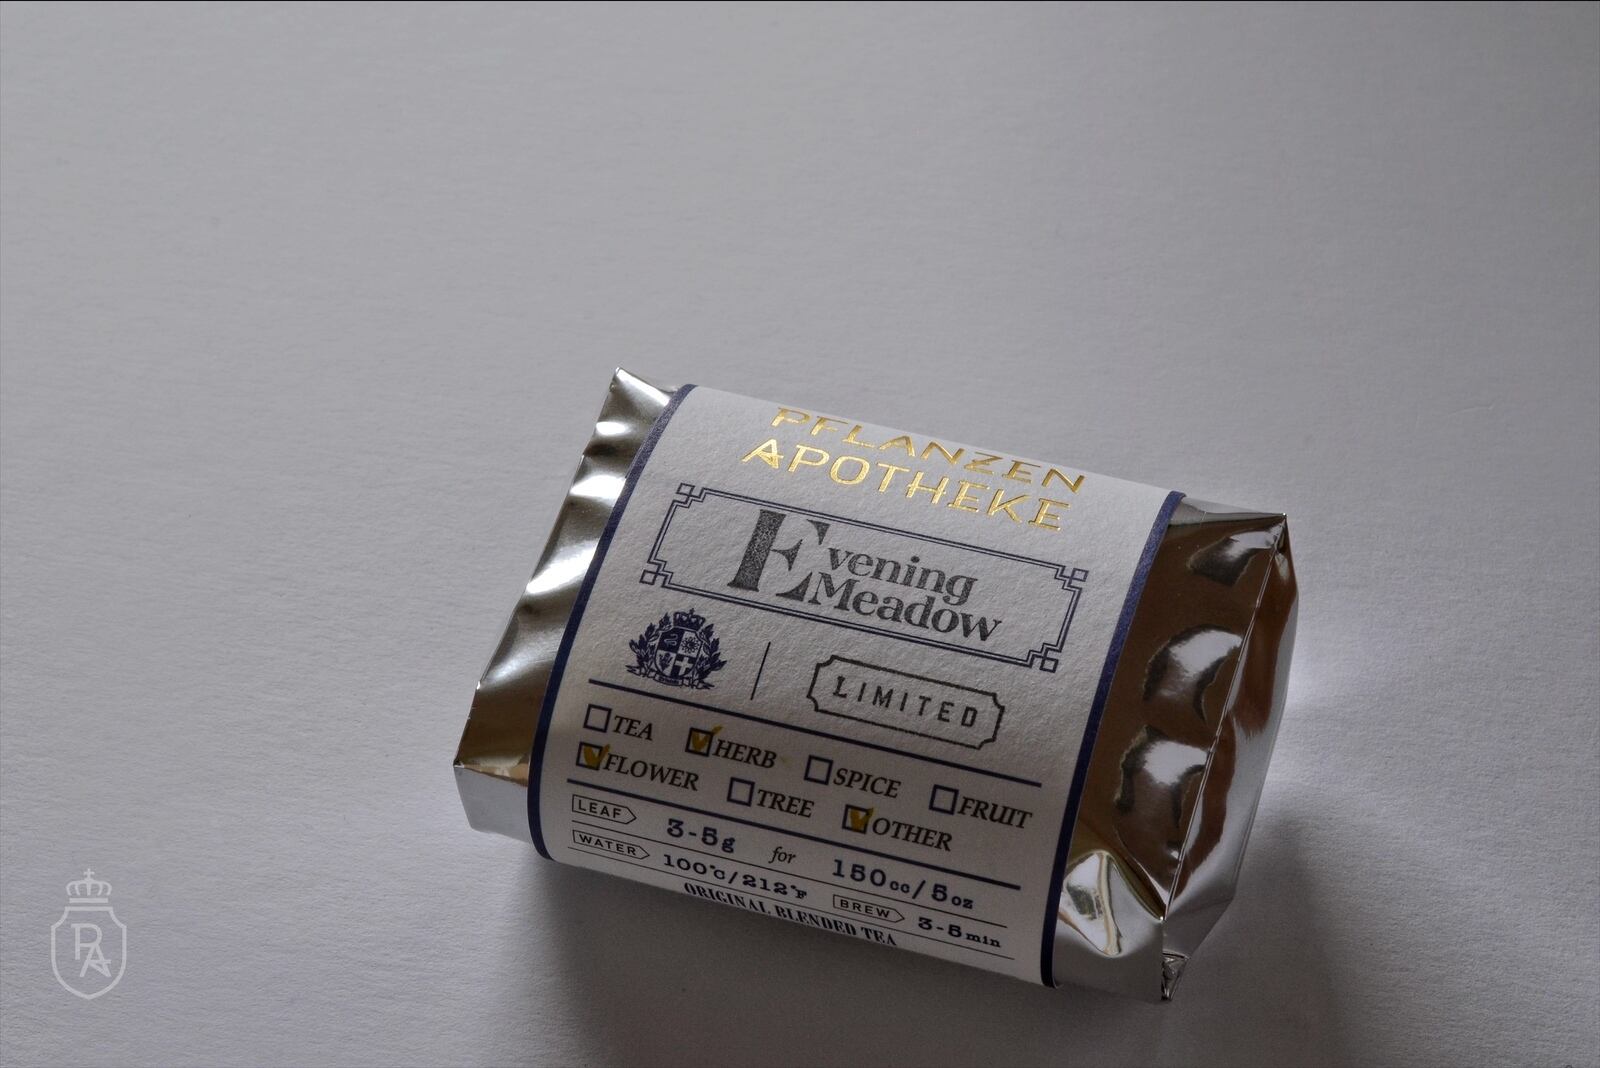 PFLANZEN
APOTHEKE
Evening
Meadow
LIMITED
TEA HERB SPICE FRUIT
FLOWER TREE OTHER
LEAF 3-5g for 150cc/5oz
WATER 100°C/212°F BREW 3-5min
ORIGINAL BLENDED TEA
PA